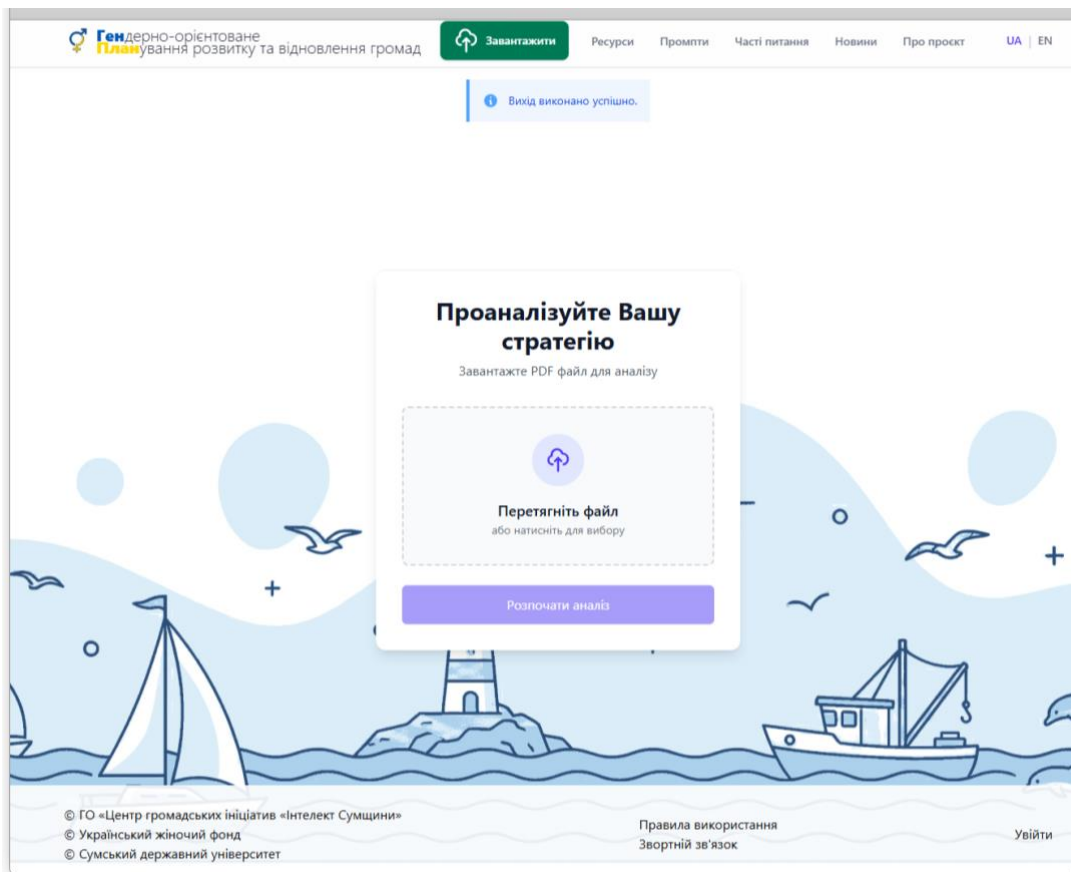 Гендерно-орієнтоване
Планування розвитку та відновлення громад
Завантажити
Ресурси
Промпти
Часті питання
Новини
Про проєкт
UA | EN
Вихід виконано успішно.
Проаналізуйте Вашу
стратегію
Завантажте PDF файл для аналізу
Перетягніть файл
або натисніть для вибору
Розпочати аналіз
© ГО «Центр громадських ініціатив «Інтелект Сумщини»
© Український жіночий фонд
© Сумський державний університет
Правила використання
Звортній зв'язок
Увійти